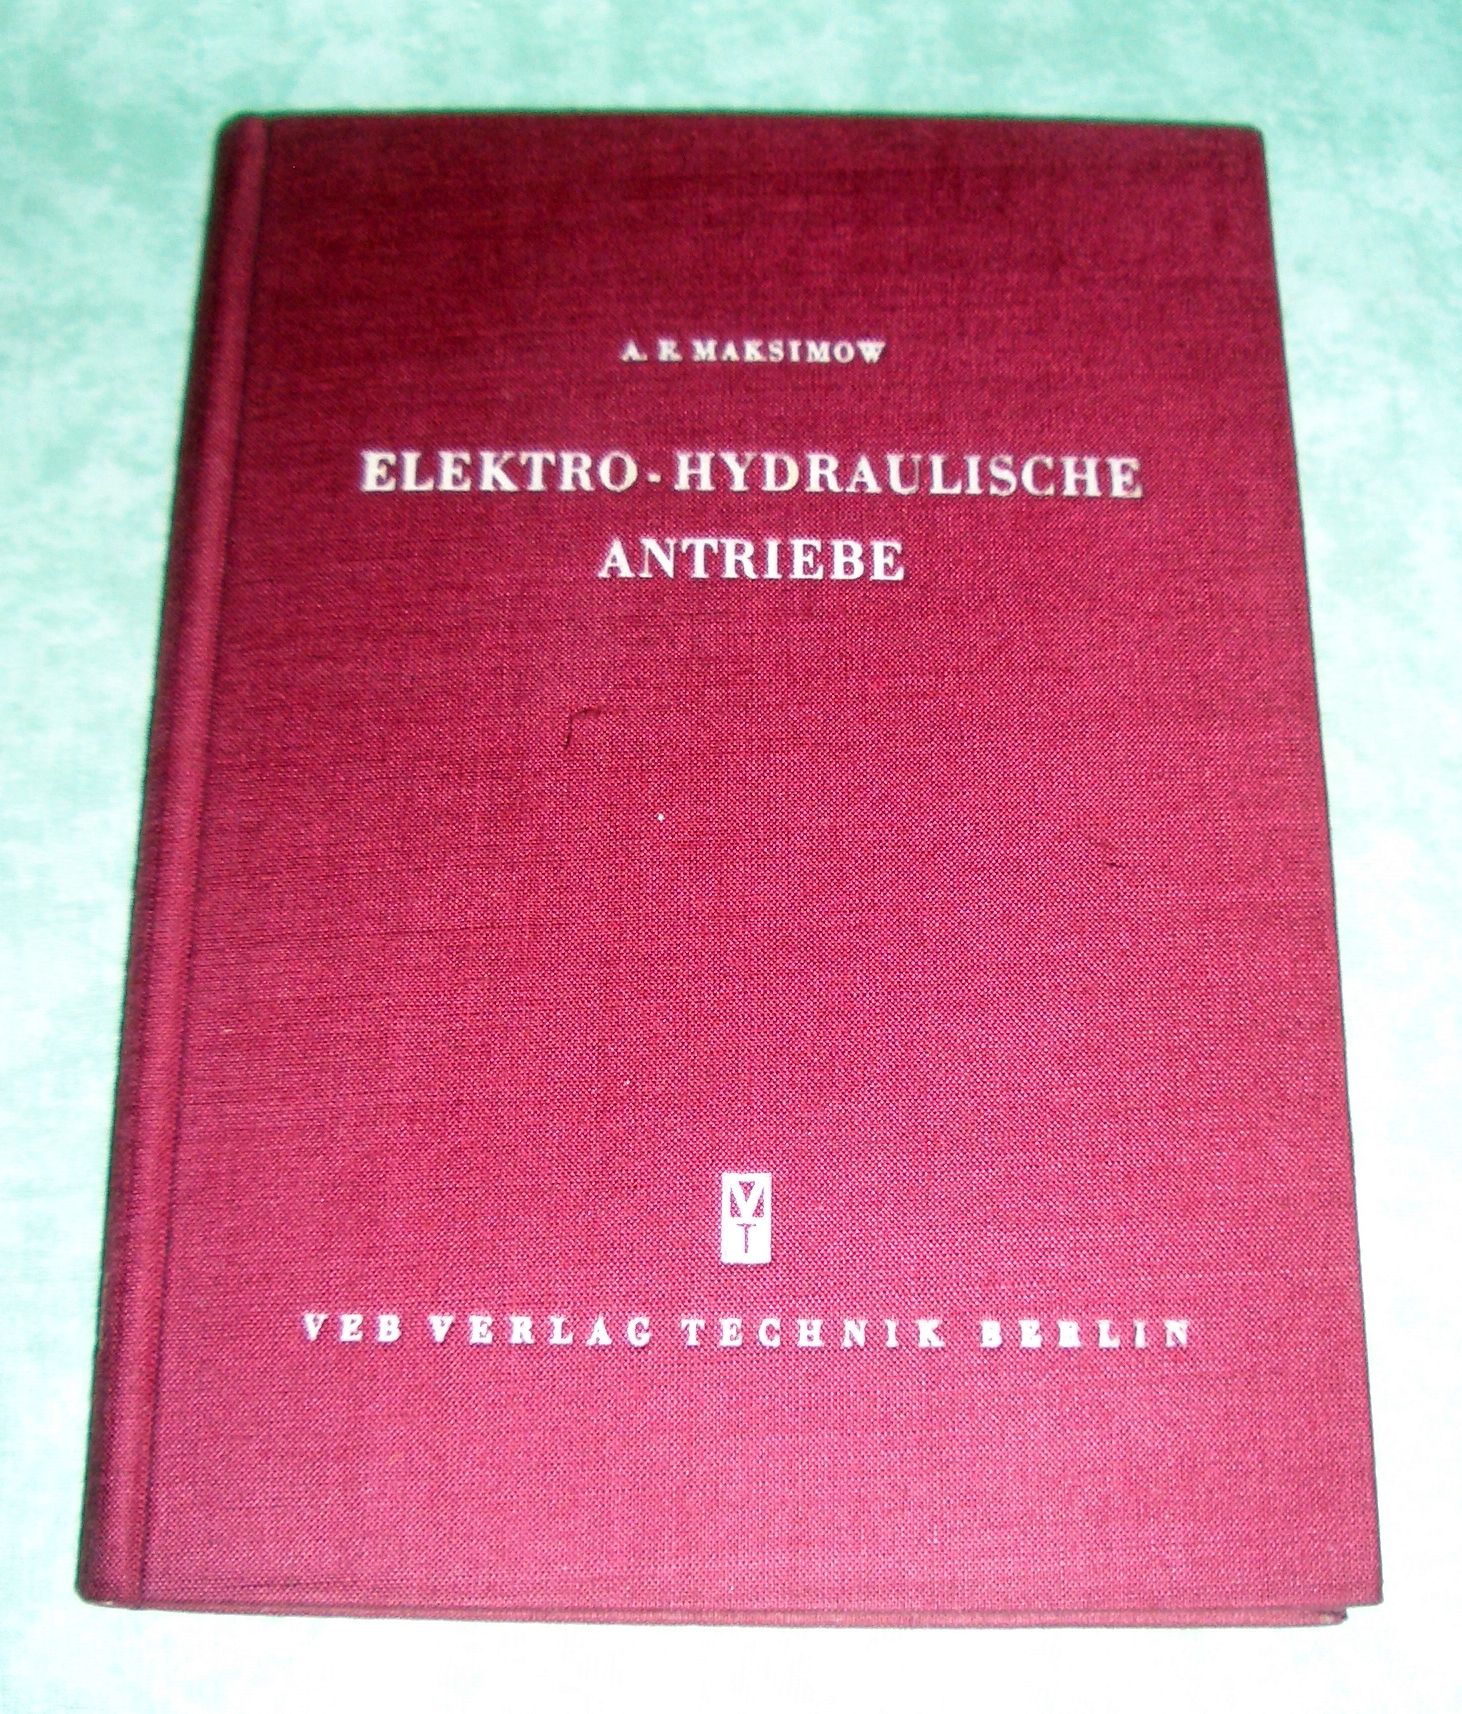 A. R. MAKSIMOW
ELEKTRO-HYDRAULISCHE
ANTRIEBE
VT
VEB VERLAG TECHNIK BERLIN